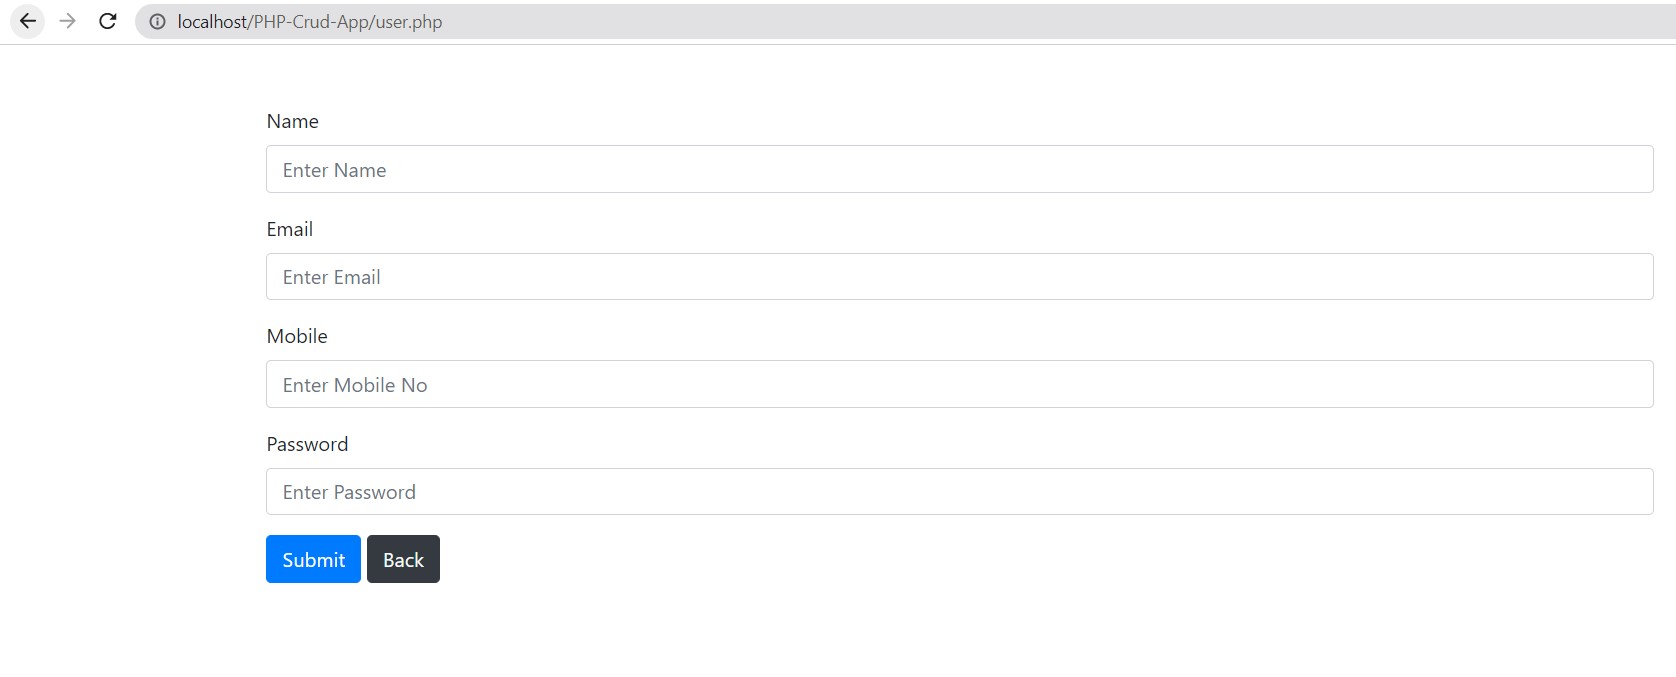 localhost/PHP-Crud-App/user.php
Name
Enter Name
Email
Enter Email
Mobile
Enter Mobile No
Password
Enter Password
Submit Back